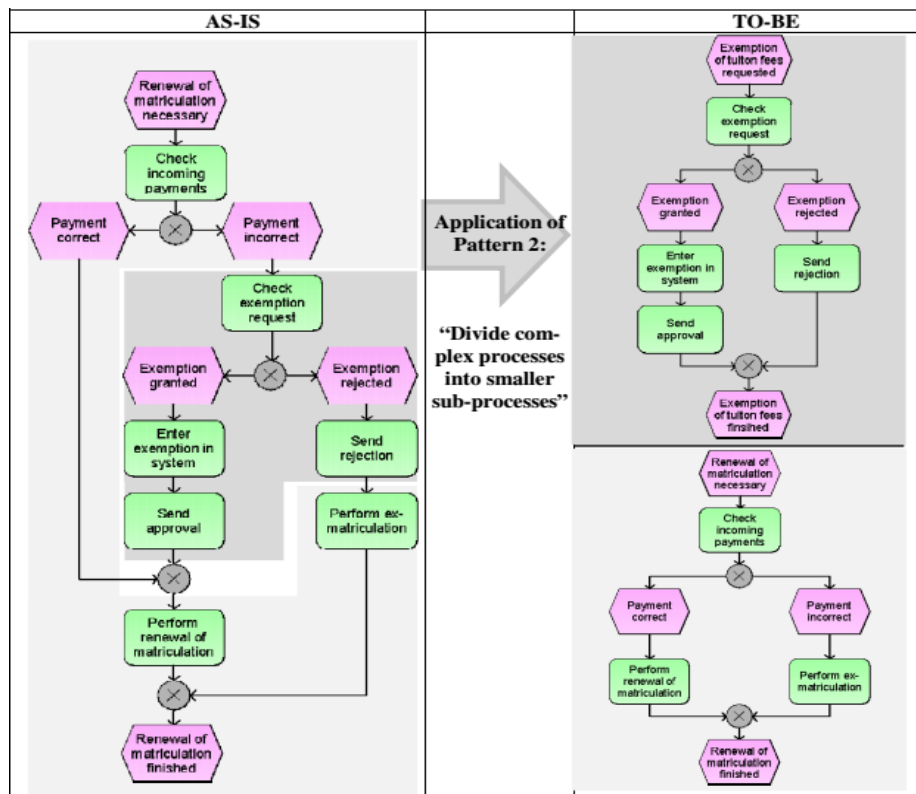 AS-IS
TO-BE
Renewal of
matriculation
necessary
Check
incoming
payments
Payment
correct
Payment
incorrect
Check
exemption
request
Exemption
granted
Exemption
rejected
Enter
exemption in
system
Send
rejection
Send
approval
Perform ex-
matriculation
Perform
renewal of
matriculation
Renewal of
matriculation
finished
Application of
Pattern 2:
“Divide com-
plex processes
into smaller
sub-processes”
Exemption
of tuiton fees
requested
Check
exemption
request
Exemption
granted
Exemption
rejected
Enter
exemption in
system
Send
rejection
Send
approval
Exemption
of tuiton fees
finsihed
Renewal of
matriculation
necessary
Check
incoming
payments
Payment
correct
Payment
incorrect
Perform
renewal of
matriculation
Perform ex-
matriculation
Renewal of
matriculation
finished